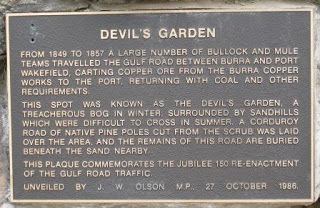 DEVIL'S GARDEN
FROM 1849 TO 1857 A LARGE NUMBER OF BULLOCK AND MULE
TEAMS TRAVELLED THE GULF ROAD BETWEEN BURRA AND PORT
WAKEFIELD, CARTING COPPER ORE FROM THE BURRA COPPER
WORKS TO THE PORT, RETURNING WITH COAL AND OTHER
REQUIREMENTS.
THIS SPOT WAS KNOWN AS THE DEVIL'S GARDEN, A
TREACHEROUS BOG IN WINTER; SURROUNDED BY SANDHILLS
WHICH WERE DIFFICULT TO CROSS IN SUMMER, A CORDUROY
ROAD OF NATIVE PINE POLES CUT FROM THE SCRUB WAS LAID
OVER THE AREA, AND THE REMAINS OF THIS ROAD ARE BURIED
BENEATH THE SAND NEARBY.
THIS PLAQUE COMMEMORATES THE JUBILEE 150 RE-ENACTMENT
OF THE GULF ROAD TRAFFIC.
UNVEILED BY J. W. OLSON M.P., 27 OCTOBER 1986.